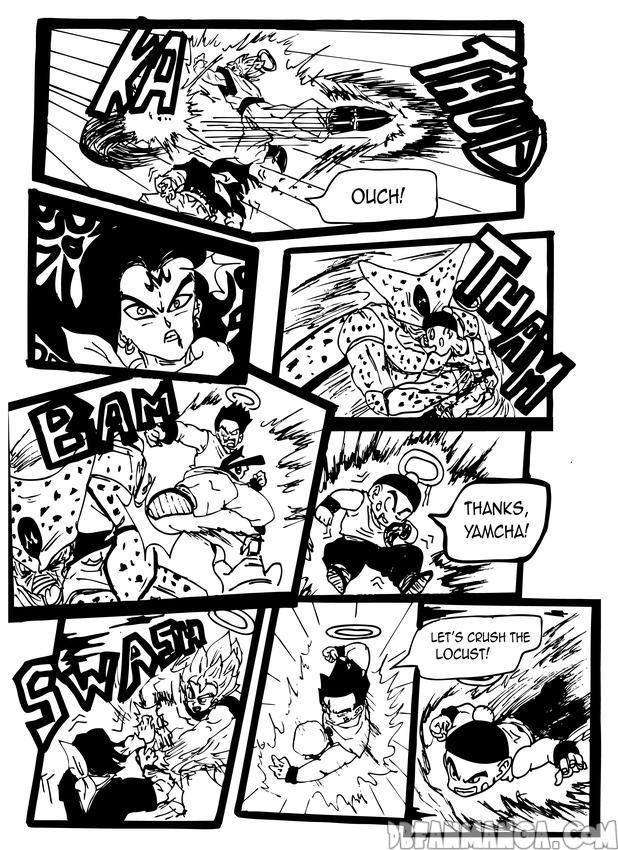 KA
THUD
OUCH!
THAM
BAM
THANKS,
YAMCHA!
SWASH
LET'S CRUSH THE
LOCUST!
DBFANMANGA.COM